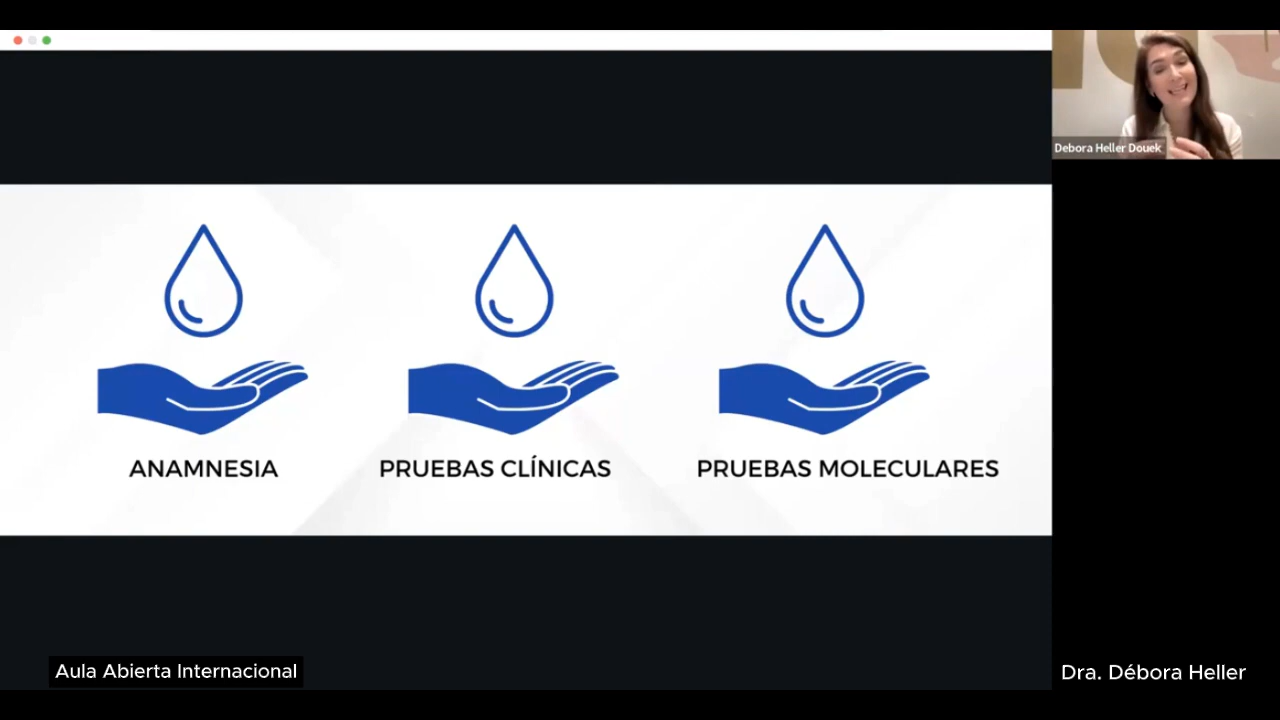 Debora Heller Douek
ANAMNESIA
PRUEBAS CLÍNICAS
PRUEBAS MOLECULARES
Aula Abierta Internacional
Dra. Débora Heller